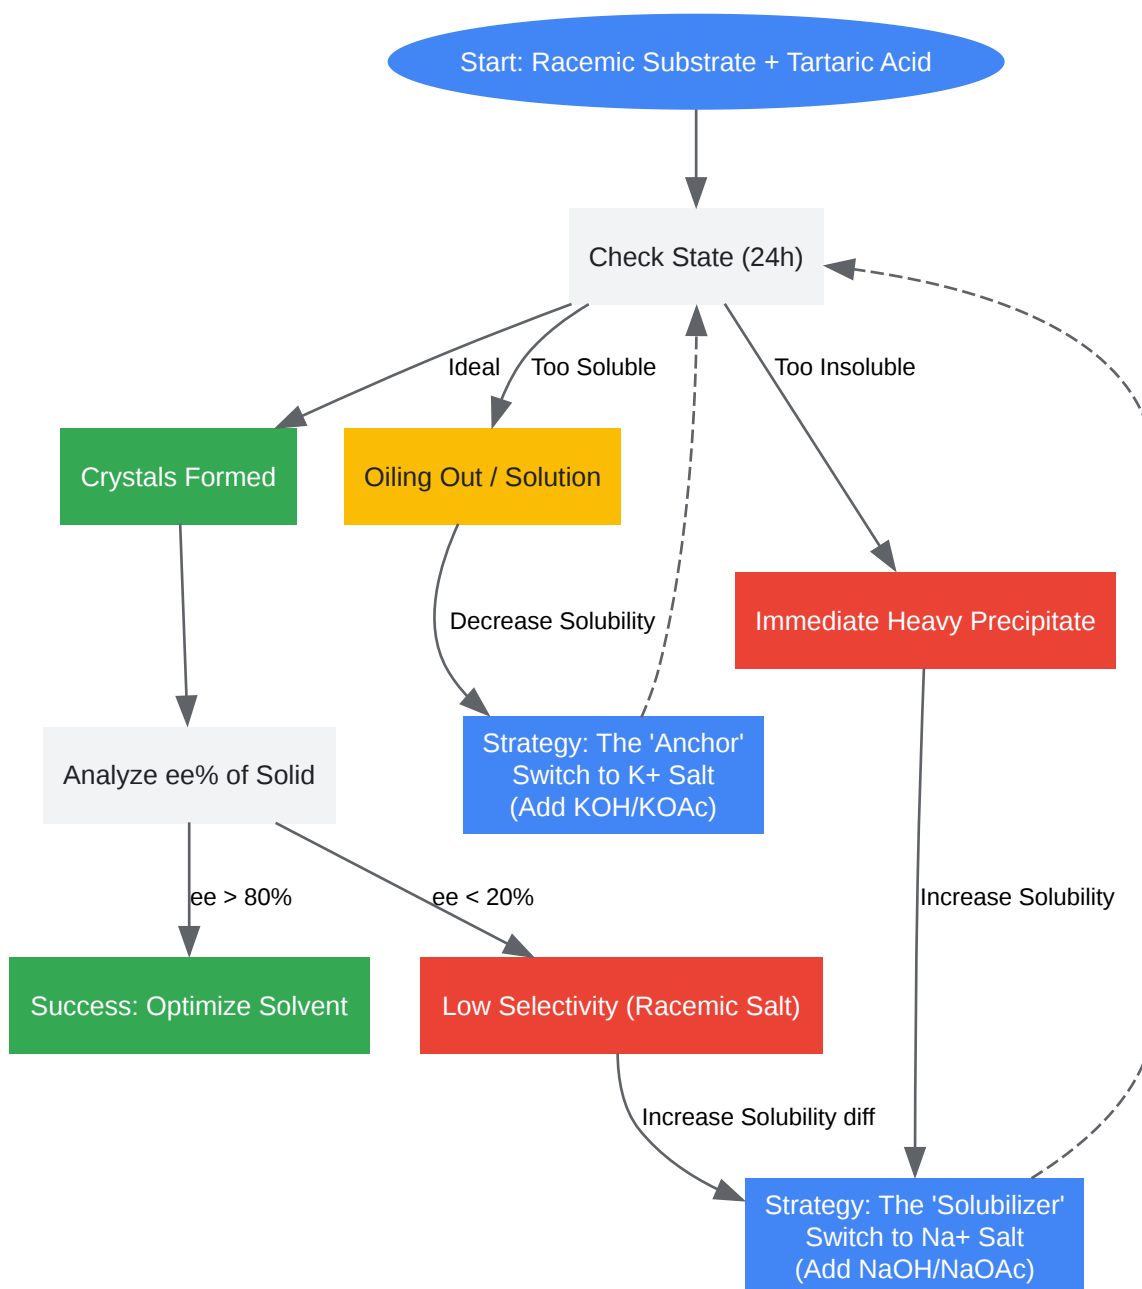 Start: Racemic Substrate + Tartaric Acid
Check State (24h)
Ideal
Too Soluble
Too Insoluble
Crystals Formed
Oiling Out / Solution
Decrease Solubility
Immediate Heavy Precipitate
Strategy: The 'Anchor'
Switch to K+ Salt
(Add KOH/KOAc)
Analyze ee% of Solid
ee > 80%
ee < 20%
Increase Solubility
Success: Optimize Solvent
Low Selectivity (Racemic Salt)
Increase Solubility diff
Strategy: The 'Solubilizer'
Switch to Na+ Salt
(Add NaOH/NaOAc)